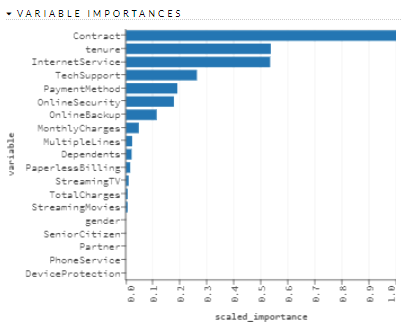 VARIABLE IMPORTANCES
Contract
tenure
InternetService
TechSupport
PaymentMethod
OnlineSecurity
OnlineBackup
MonthlyCharges
MultipleLines
Dependents
PaperlessBilling
StreamingTV
TotalCharges
StreamingMovies
gender
SeniorCitizen
Partner
PhoneService
DeviceProtection
variable
0.0 0.1 0.2 0.3 0.4 0.5 0.6 0.7 0.8 0.9 1.0
scaled_importance